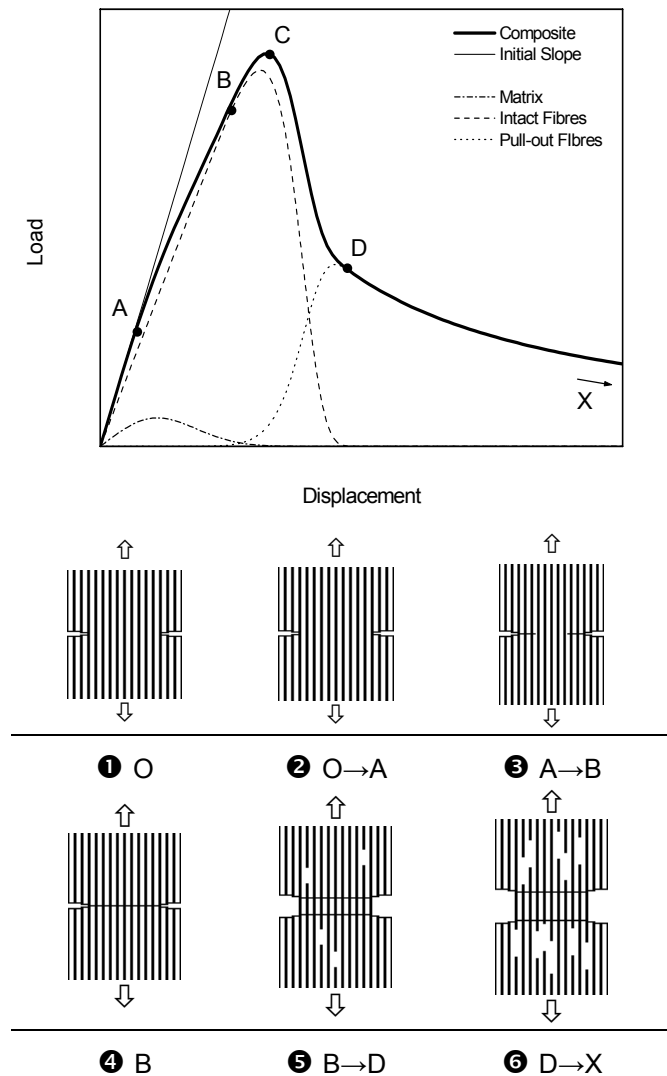 C
B
D
A
X
Load
Composite
Initial Slope
Matrix
Intact Fibres
Pull-out FIbres
Displacement
❶ O
❷ O→A
❸ A→B
❹ B
❺ B→D
❻ D→X